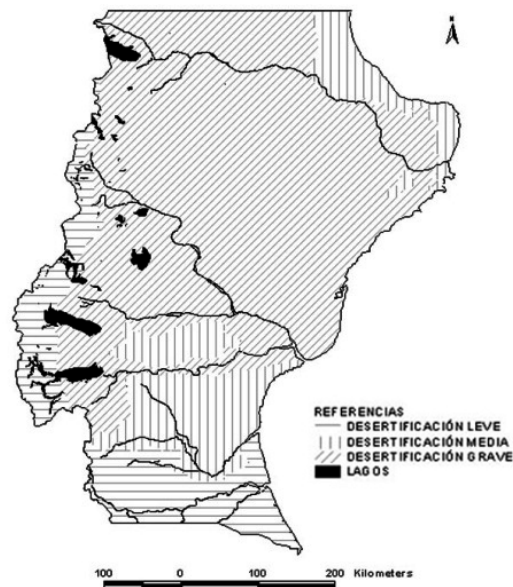 REFERENCIAS
DESERTIFICACIÓN LEVE
DESERTIFICACIÓN MEDIA
DESERTIFICACIÓN GRAVE
LAGOS
100 0 100 200 Kilometers